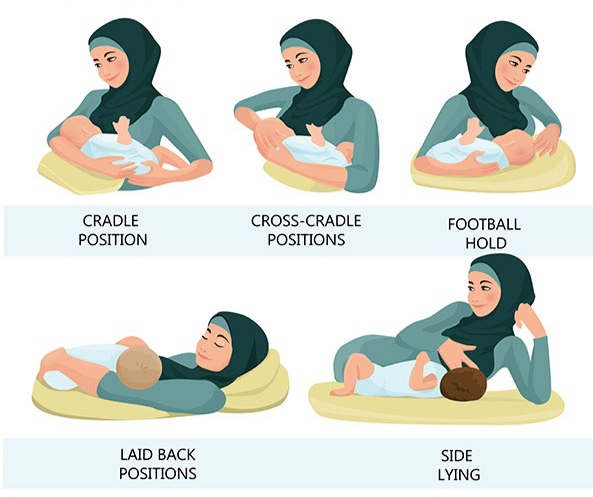 CRADLE
POSITION
CROSS-CRADLE
POSITIONS
FOOTBALL
HOLD
LAID BACK
POSITIONS
SIDE
LYING